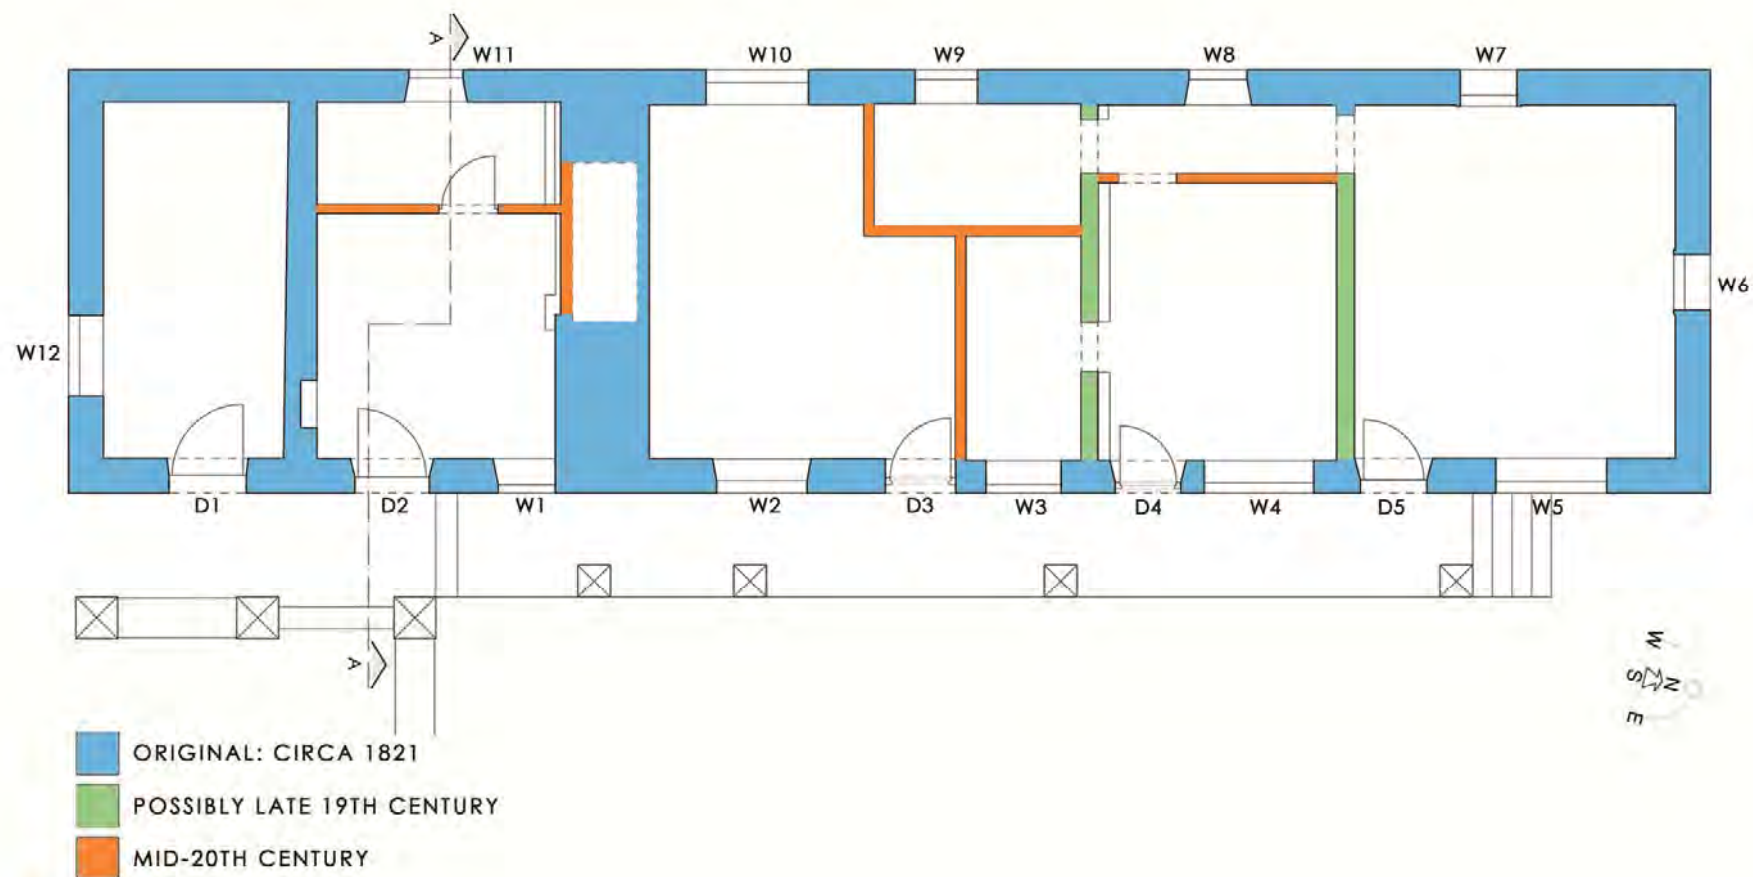 A
W11
W10
W9
W8
W7
W12
W6
D1
D2
W1
W2
D3
W3
D4
W4
D5
W5
A
W
S
N
E
ORIGINAL: CIRCA 1821
POSSIBLY LATE 19TH CENTURY
MID-20TH CENTURY